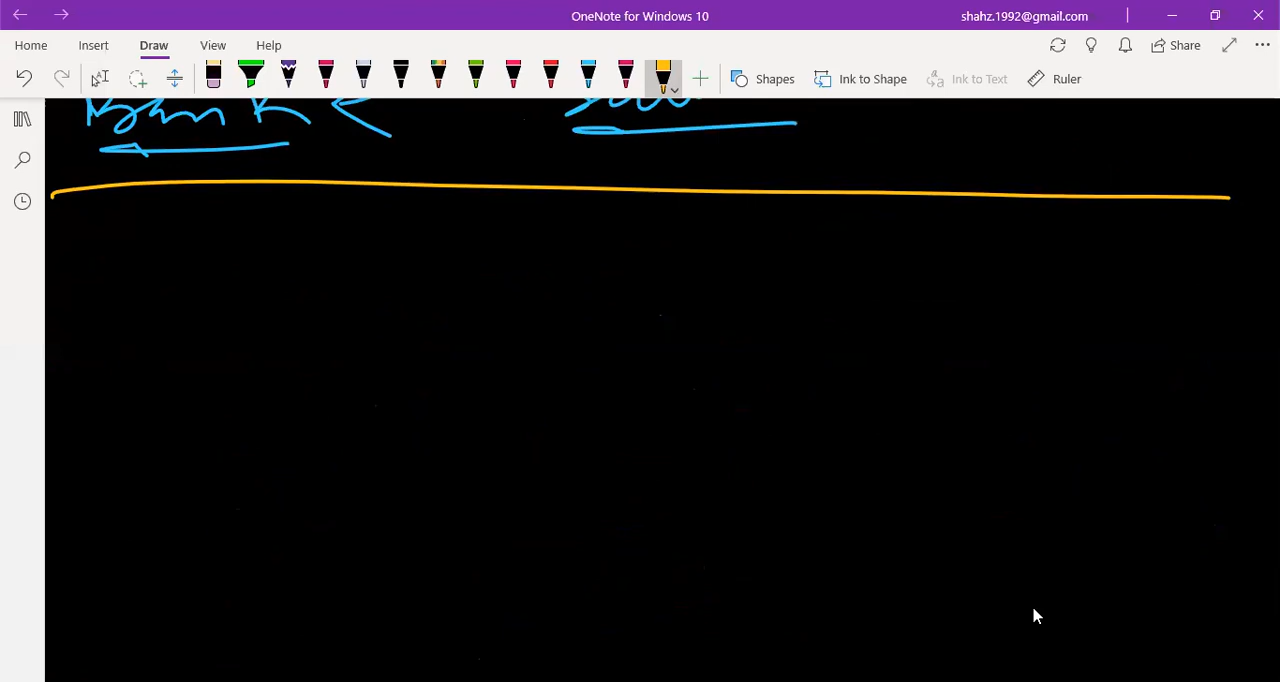 OneNote for Windows 10 shahz.1992@gmail.com
Home Insert Draw View Help Share
Shapes Ink to Shape Ink to Text Ruler